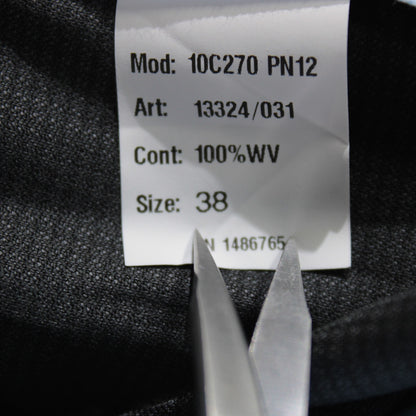 Mod: 10C270 PN12
Art: 13324/031
Cont: 100%WV
Size: 38
N 1486765